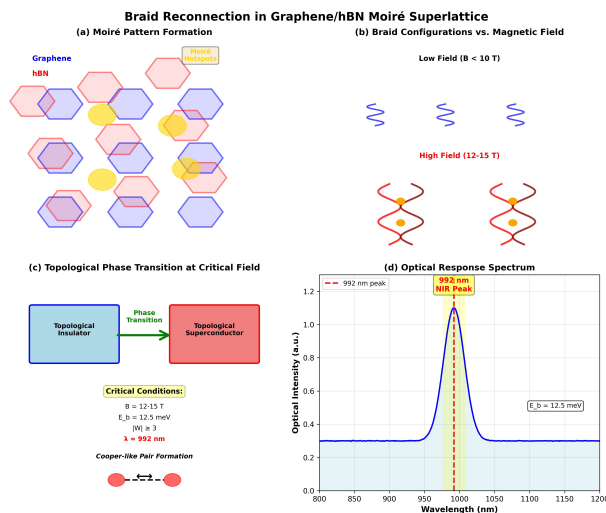 Braid Reconnection in Graphene/hBN Moiré Superlattice
(a) Moiré Pattern Formation
Graphene
hBN
Moiré
Hotspots
(b) Braid Configurations vs. Magnetic Field
Low Field (B < 10 T)
High Field (12-15 T)
(c) Topological Phase Transition at Critical Field
Topological
Insulator
Phase
Transition
Topological
Superconductor
Critical Conditions:
B = 12-15 T
E_b = 12.5 meV
|W| ≥ 3
λ = 992 nm
Cooper-like Pair Formation
(d) Optical Response Spectrum
992 nm peak
992 nm
NIR Peak
E_b = 12.5 meV
Optical Intensity (a.u.)
1.2
1.0
0.8
0.6
0.4
0.2
0.0
800
850
900
950
1000
1050
1100
1150
1200
Wavelength (nm)